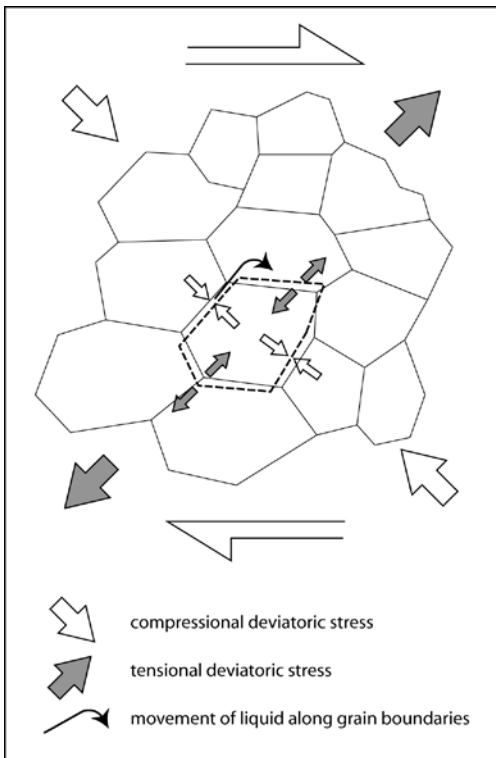 compressional deviatoric stress
tensional deviatoric stress
movement of liquid along grain boundaries